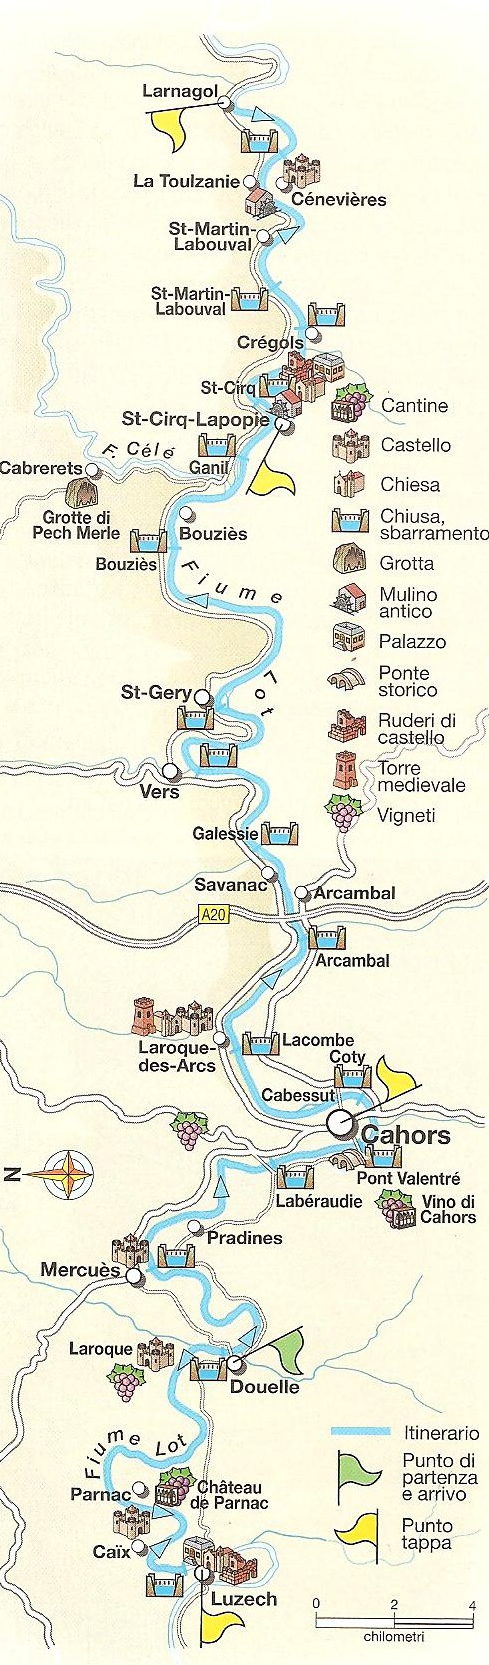 Larnagol
La Toulzanie
Cénevières
St-Martin-
Labouval
St-Martin-
Labouval
Crégols
St-Cirq
St-Cirq-Lapopie
F. Célé
Ganil
Cabrerets
Grotte di
Pech Merle
Bouziès
Bouziès
Cantine
Castello
Chiesa
Chiusa,
sbarramento
Grotta
Mulino
antico
Palazzo
Ponte
storico
Ruderi di
castello
Torre
medievale
Vigneti
Fiume Lot
St-Gery
Vers
Galessie
Savanac
Arcambal
A20
Arcambal
Laroque-
des-Arcs
Lacombe
Coty
Cabessut
Cahors
Pont Valentré
Labéraudie
Vino di
Cahors
N
Pradines
Mercuès
Laroque
Douelle
Fiume Lot
Parnac
Château
de Parnac
Caïx
Luzech
Itinerario
Punto di
partenza
e arrivo
Punto
tappa
0 2 4
chilometri